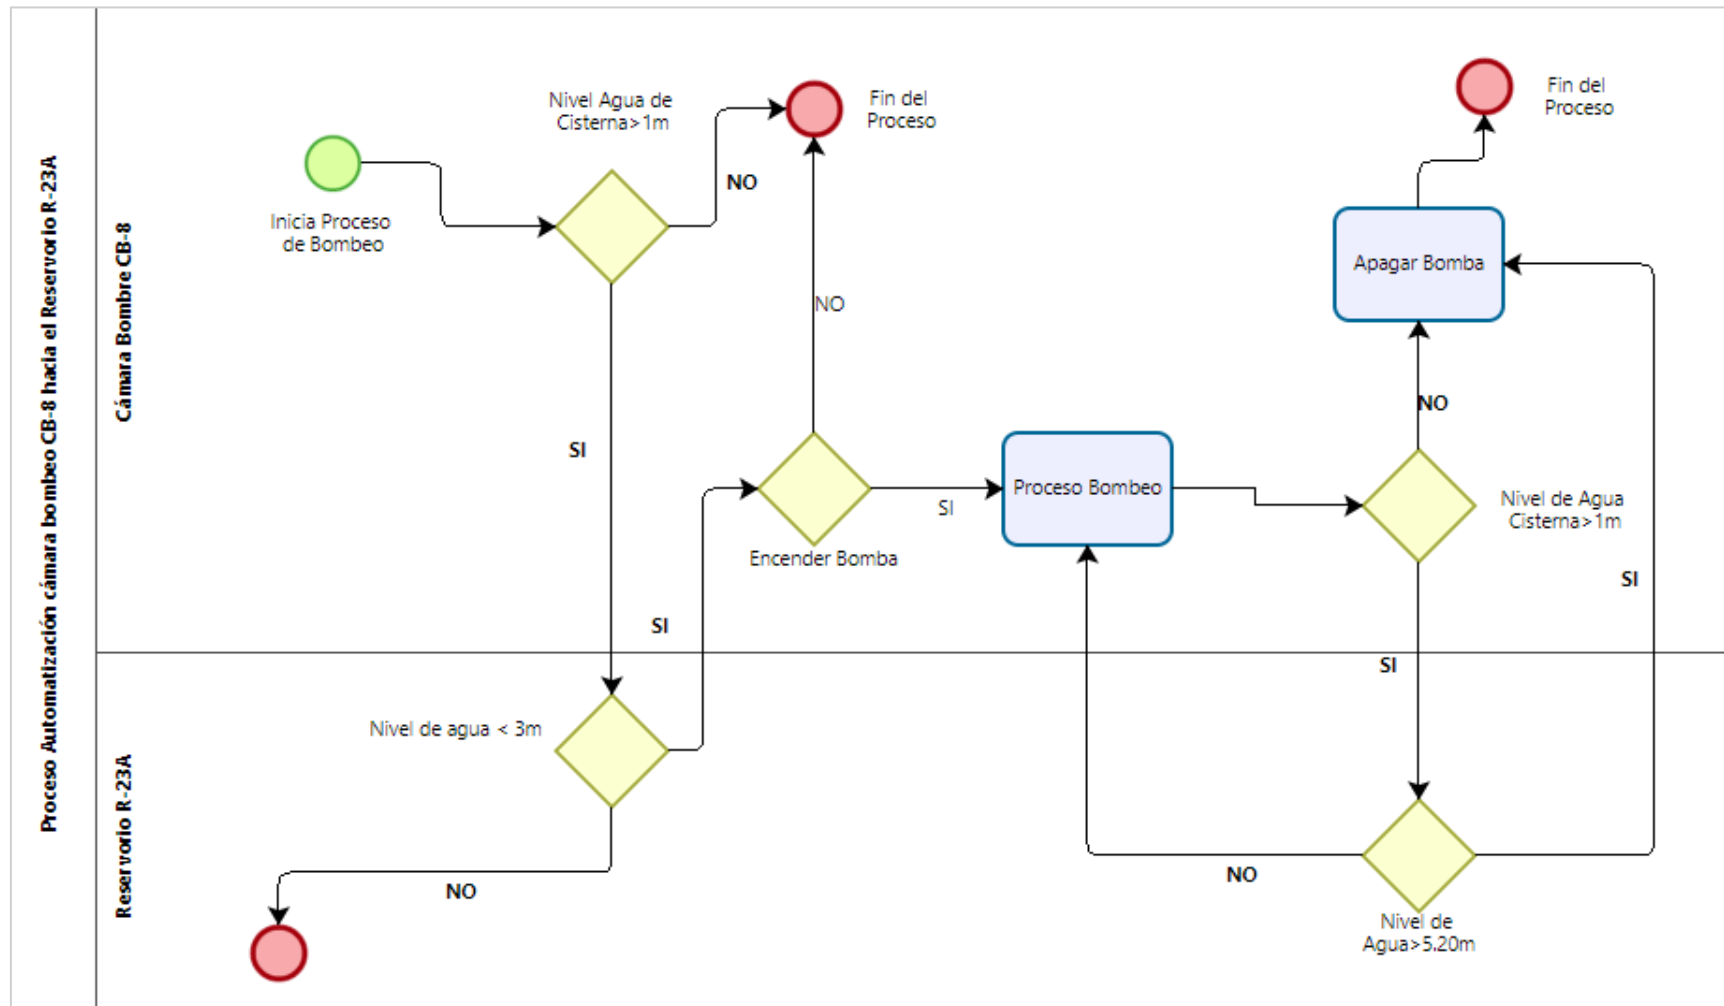 Proceso Automatización cámara bombeo CB-8 hacia el Reservorio R-23A
Cámara Bombre CB-8
Reservorio R-23A
Inicia Proceso
de Bombeo
Nivel Agua de
Cisterna>1m
NO
Fin del
Proceso
SI
NO
Encender Bomba
SI
Proceso Bombeo
Nivel de Agua
Cisterna>1m
NO
Apagar Bomba
Fin del
Proceso
SI
SI
SI
Nivel de agua < 3m
NO
NO
Nivel de
Agua>5.20m